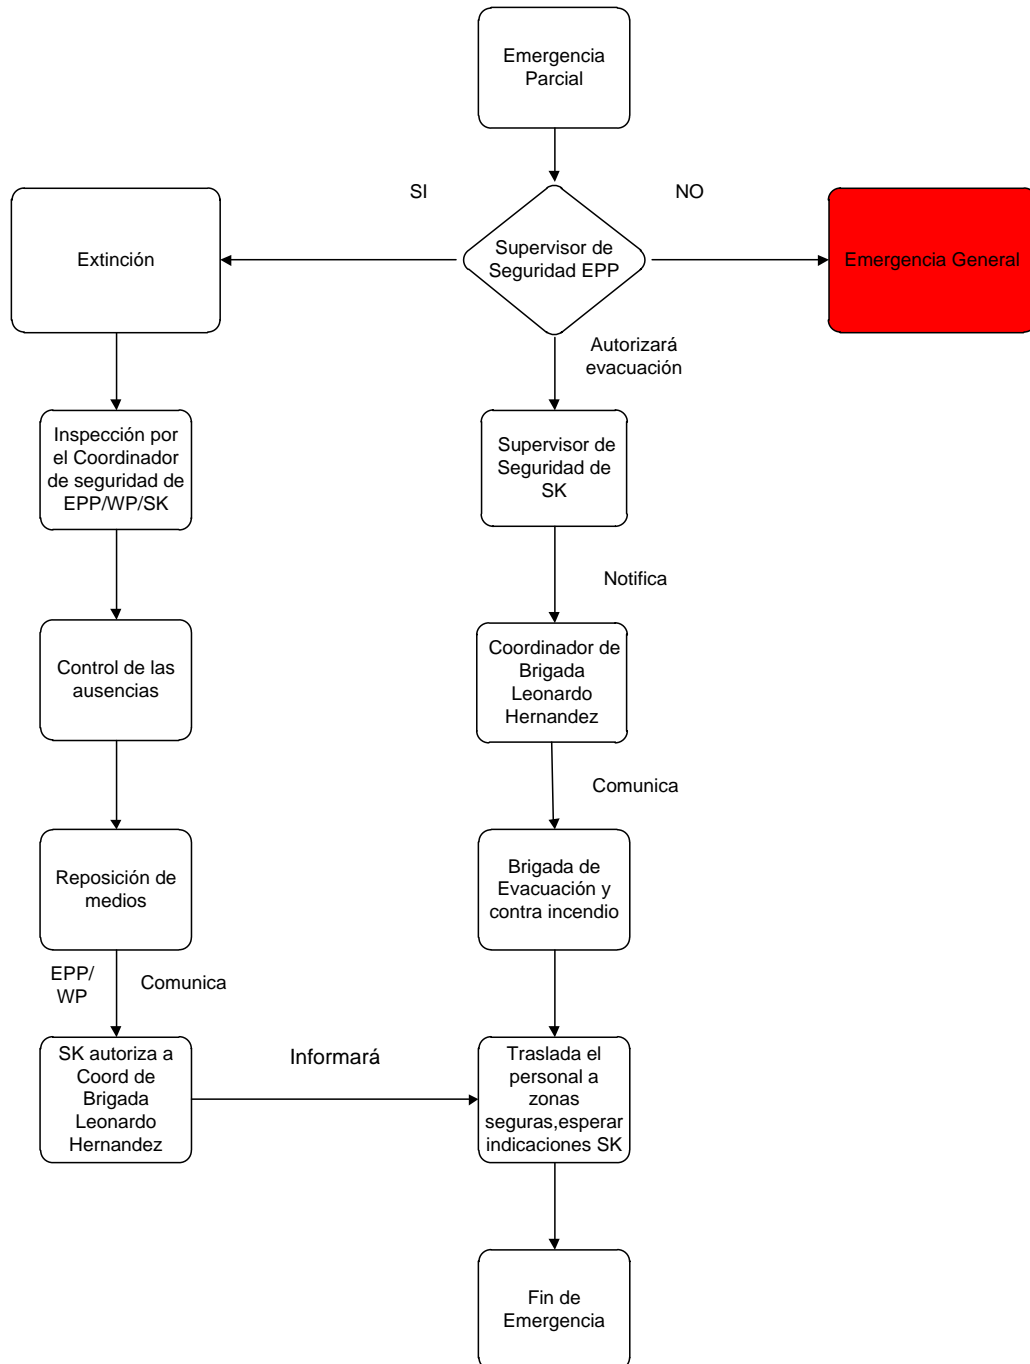 Emergencia
Parcial
SI
NO
Supervisor de
Seguridad EPP
Extinción
Emergencia General
Autorizará
evacuación
Inspección por
el Coordinador
de seguridad de
EPP/WP/SK
Supervisor de
Seguridad de
SK
Notifica
Control de las
ausencias
Coordinador de
Brigada
Leonardo
Hernandez
Comunica
Reposición de
medios
Brigada de
Evacuación y
contra incendio
EPP/
WP
Comunica
SK autoriza a
Coord de
Brigada
Leonardo
Hernandez
Informará
Traslada el
personal a
zonas
seguras,esperar
indicaciones SK
Fin de
Emergencia